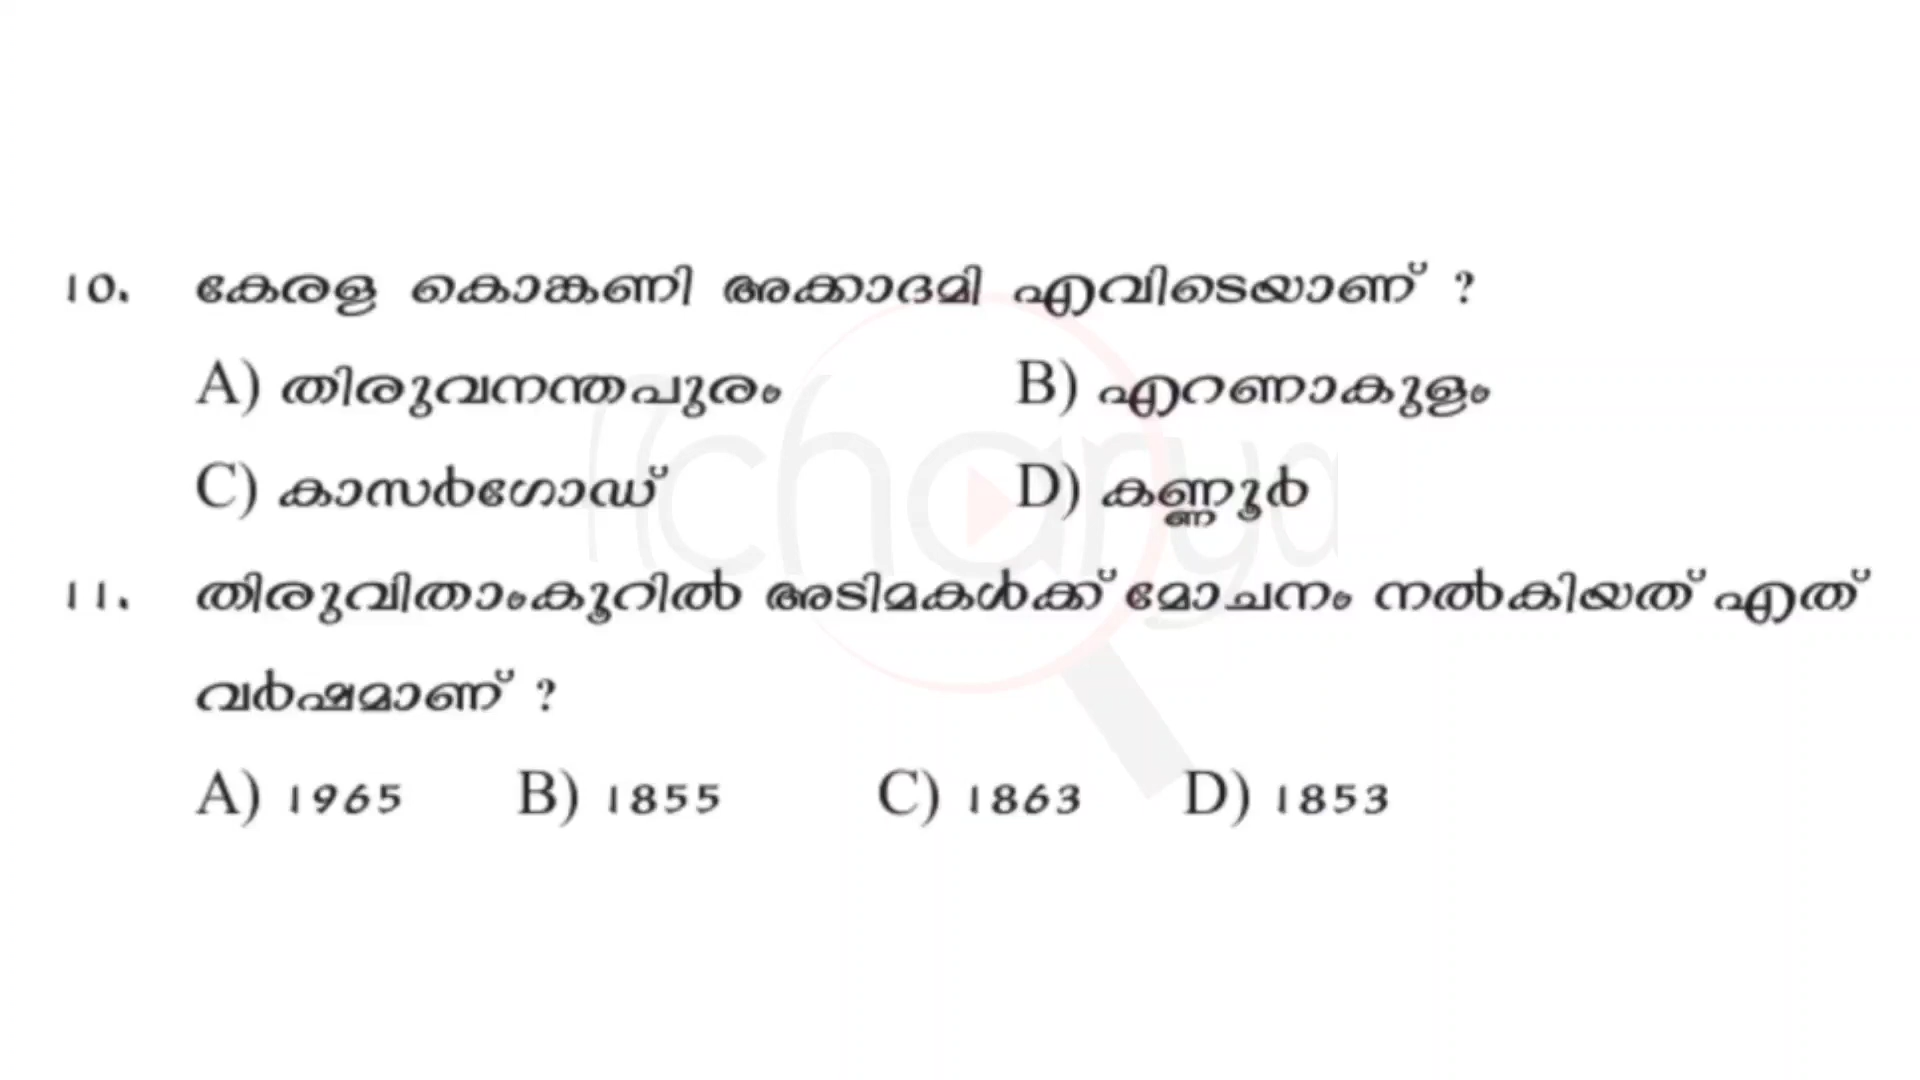 10. കേരള കൊങ്കണി അക്കാദമി എവിടെയാണ് ?
A) തിരുവനന്തപുരം B) എറണാകുളം
C) കാസർഗോഡ് D) കണ്ണൂർ
11. തിരുവിതാംകൂറിൽ അടിമകൾക്ക് മോചനം നൽകിയത് എത്
വർഷമാണ് ?
A) 1965 B) 1855 C) 1863 D) 1853